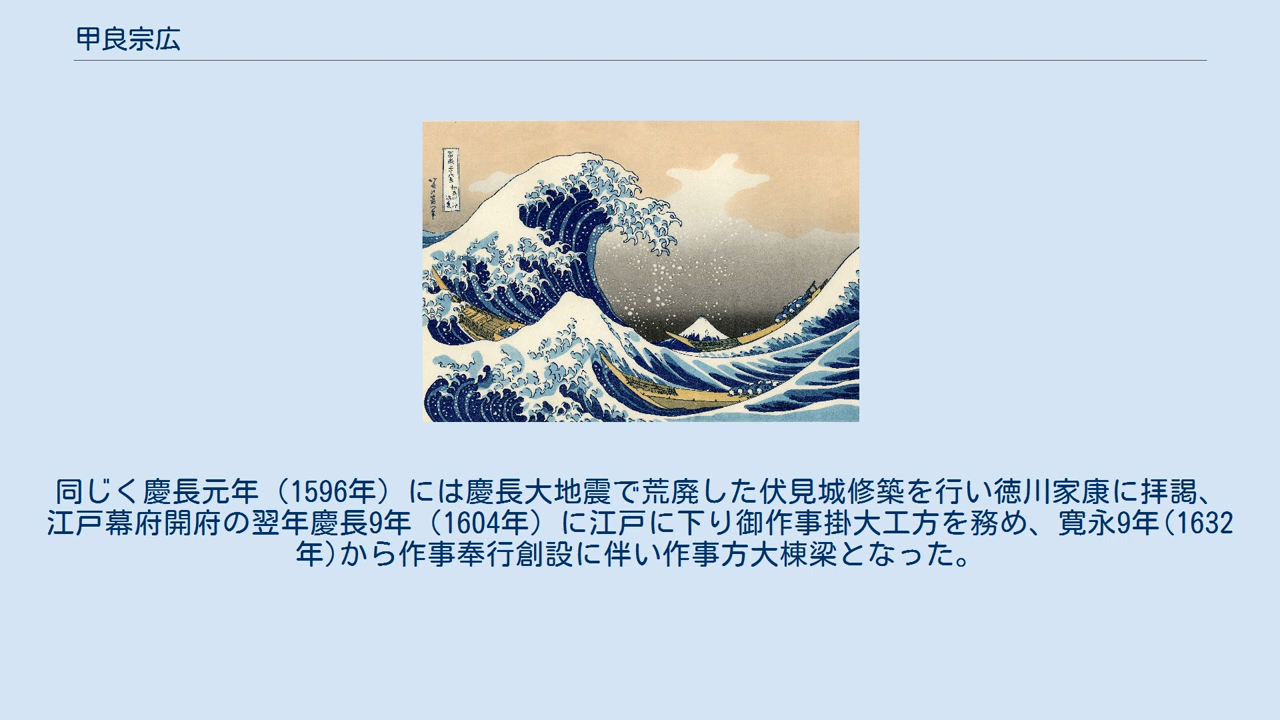 甲良宗広
同じく慶長元年（1596年）には慶長大地震で荒廃した伏見城修築を行い徳川家康に拝謁、
江戸幕府開府の翌年慶長9年（1604年）に江戸に下り御作事掛大工方を務め、寛永9年(1632
年)から作事奉行創設に伴い作事方大棟梁となった。